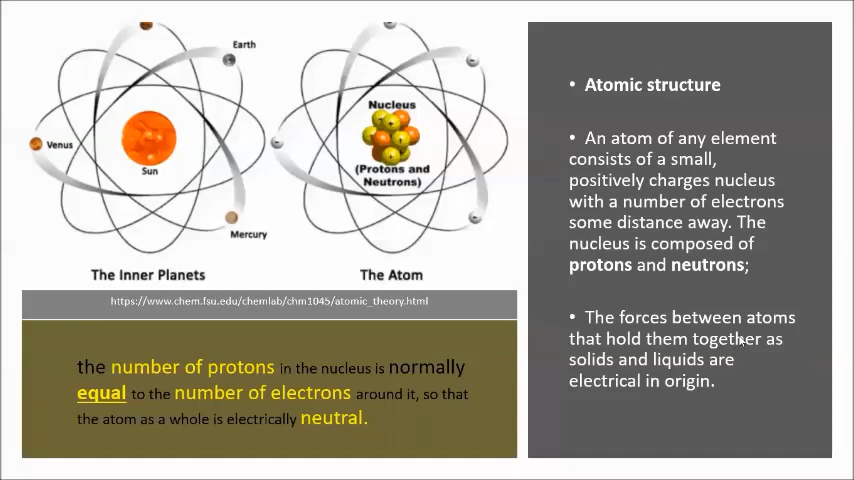 Earth
Venus
Sun
Mercury
The Inner Planets
Nucleus
(Protons and
Neutrons)
The Atom
https://www.chem.fsu.edu/chemlab/chm1045/atomic_theory.html
the number of protons in the nucleus is normally
equal to the number of electrons around it, so that
the atom as a whole is electrically neutral.
• Atomic structure
• An atom of any element
consists of a small,
positively charges nucleus
with a number of electrons
some distance away. The
nucleus is composed of
protons and neutrons;
• The forces between atoms
that hold them together as
solids and liquids are
electrical in origin.